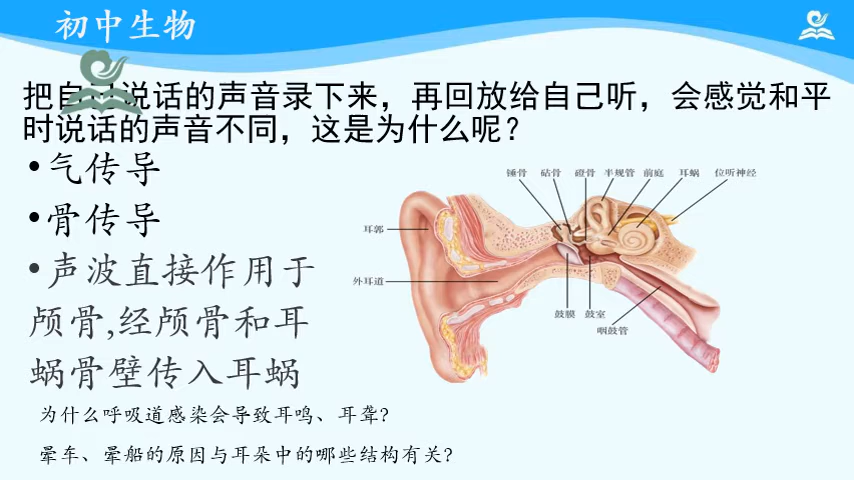 初中生物
把自己说话的声音录下来，再回放给自己听，会感觉和平
时说话的声音不同，这是为什么呢？
•气传导
•骨传导
•声波直接作用于
颅骨,经颅骨和耳
蜗骨壁传入耳蜗
锤骨 砧骨 镫骨 半规管 前庭 耳蜗 位听神经
耳郭
外耳道
鼓膜 鼓室
咽鼓管
为什么呼吸道感染会导致耳鸣、耳聋?
晕车、晕船的原因与耳朵中的哪些结构有关?